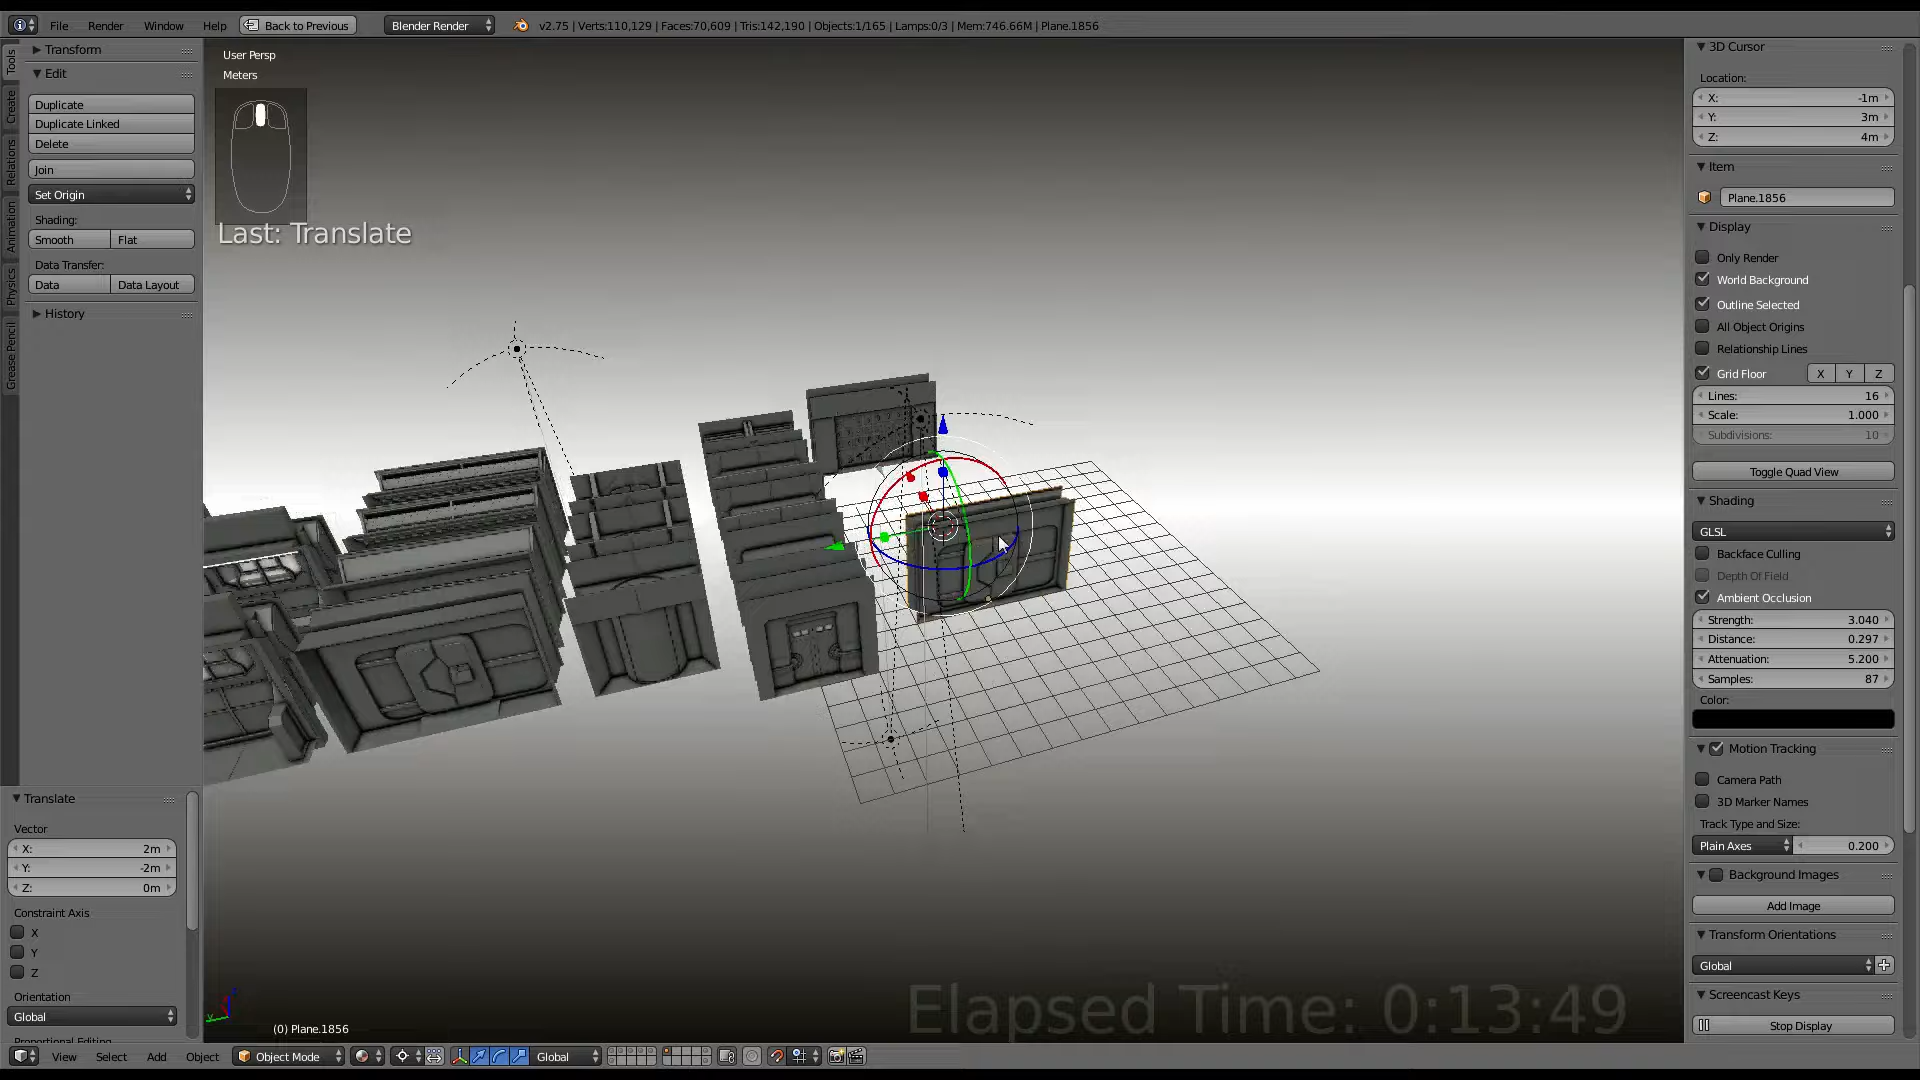 File Render Window Help Back to Previous Blender Render v2.75 | Verts:110,129 | Faces:70,609 | Tris:142,190 | Objects:1/165 | Lamps:0/3 | Mem:746.66M | Plane.1856
Tools
Create
Relations
Animation
Physics
Grease Pencil
Transform
Edit
Duplicate
Duplicate Linked
Delete
Join
Set Origin
Shading:
Smooth Flat
Data Transfer:
Data Data Layout
History
Translate
Vector
X: 2m
Y: -2m
Z: 0m
Constraint Axis
X
Y
Z
Orientation
Global
Proportional Editing
User Persp
Meters
Last: Translate
Elapsed Time: 0:13:49
(0) Plane.1856
3D Cursor
Location:
X: -1m
Y: 3m
Z: 4m
Item
Plane.1856
Display
Only Render
World Background
Outline Selected
All Object Origins
Relationship Lines
Grid Floor X Y Z
Lines: 16
Scale: 1.000
Subdivisions: 10
Toggle Quad View
Shading
GLSL
Backface Culling
Depth Of Field
Ambient Occlusion
Strength: 3.040
Distance: 0.297
Attenuation: 5.200
Samples: 87
Color:
Motion Tracking
Camera Path
3D Marker Names
Track Type and Size:
Plain Axes 0.200
Background Images
Add Image
Transform Orientations
Global
Screencast Keys
Stop Display
View Select Add Object Object Mode Global